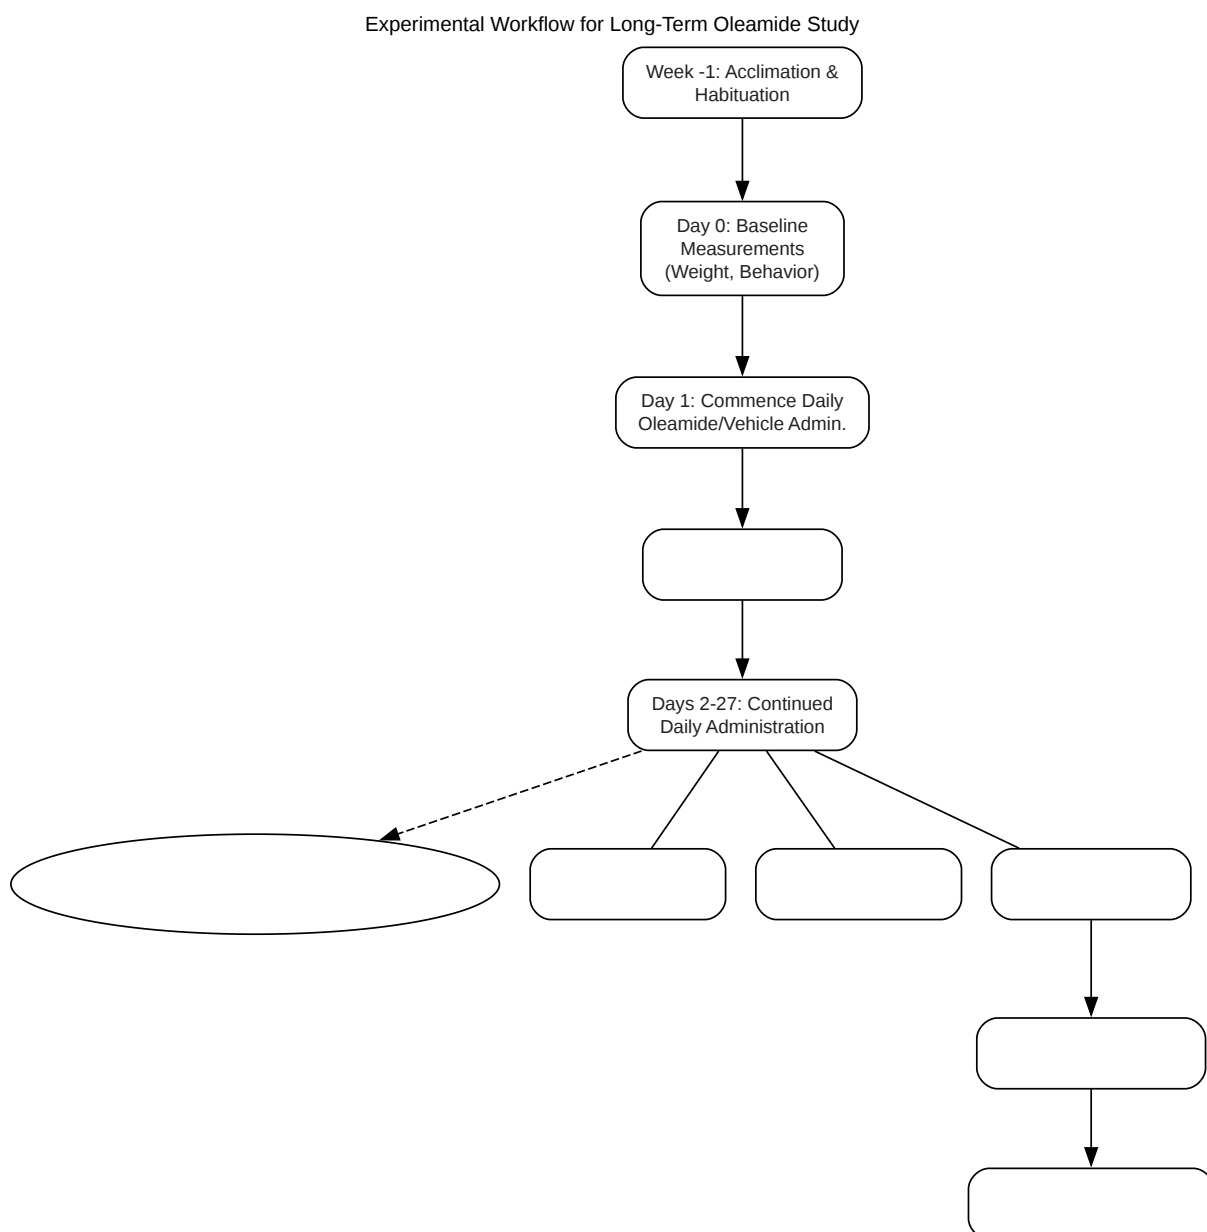 Experimental Workflow for Long-Term Oleamide Study
Week -1: Acclimation &
Habituation
Day 0: Baseline
Measurements
(Weight, Behavior)
Day 1: Commence Daily
Oleamide/Vehicle Admin.
Days 2-27: Continued
Daily Administration